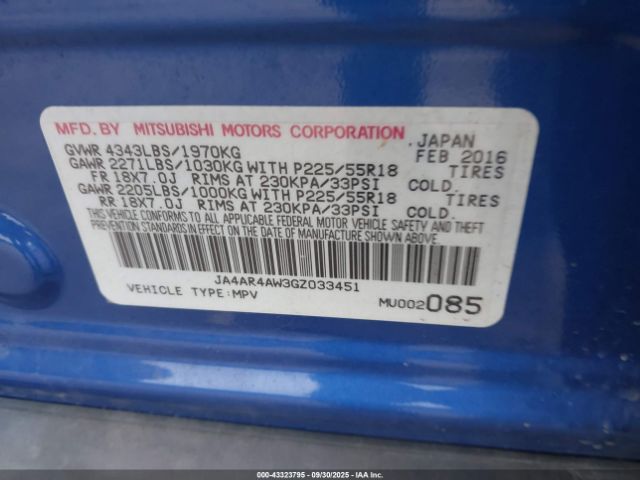 MFD. BY MITSUBISHI MOTORS CORPORATION, JAPAN
GVWR 4343LBS/1970KG FEB 2016
GAWR 2271LBS/1030KG WITH P225/55R18 TIRES
FR 18X7.0J RIMS AT 230KPA/33PSI COLD.
GAWR 2205LBS/1000KG WITH P225/55R18 TIRES
RR 18X7.0J RIMS AT 230KPA/33PSI COLD.
THIS VEHICLE CONFORMS TO ALL APPLICABLE FEDERAL MOTOR VEHICLE SAFETY AND THEFT
PREVENTION STANDARDS IN EFFECT ON THE DATE OF MANUFACTURE SHOWN ABOVE.
JA4AR4AW3GZ033451
VEHICLE TYPE:MPV MU002085
000-43323795 - 09/30/2025 - IAAI.COM